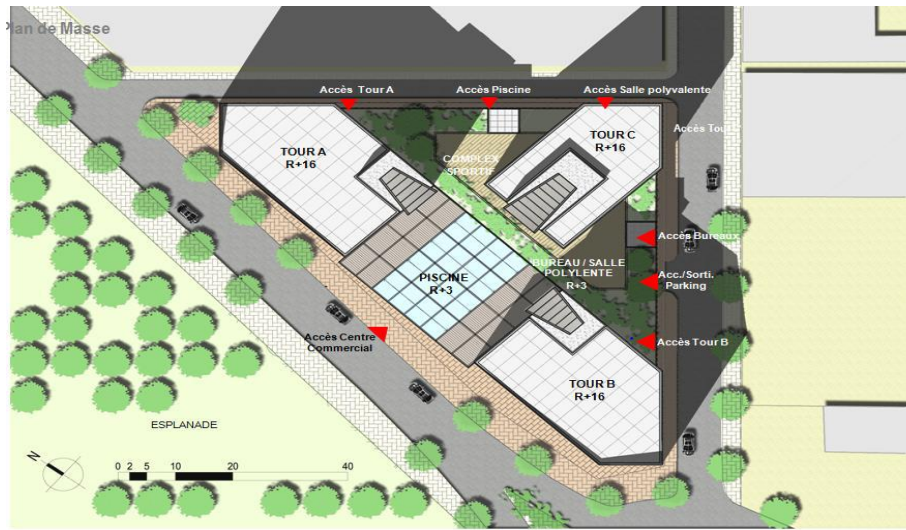 Plan de Masse
Accès Tour A
Accès Piscine
Accès Salle polyvalente
TOUR A
R+16
TOUR C
R+16
Accès Tour
COMPLEX
SPORTIF
Accès Bureaux
BUREAU / SALLE
POLYLENTE
R+3
Acc./Sorti.
Parking
PISCINE
R+3
Accès Centre
Commercial
Accès Tour B
TOUR B
R+16
ESPLANADE
N
0 2 5 10 20 40